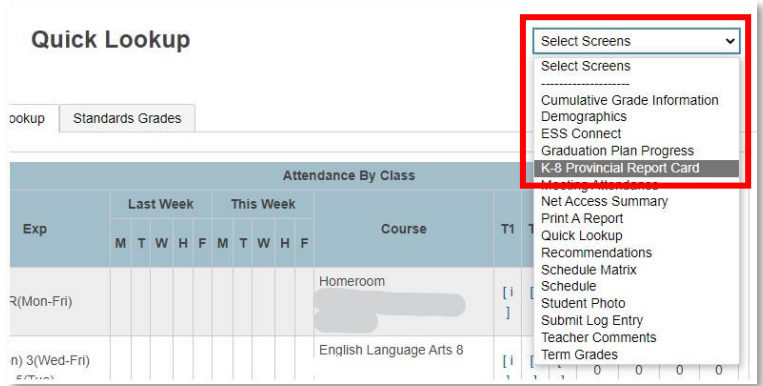 Quick Lookup
Select Screens
Select Screens
--------------------
Cumulative Grade Information
Demographics
ESS Connect
Graduation Plan Progress
K-8 Provincial Report Card
Meeting Attendance
Net Access Summary
Print A Report
Quick Lookup
Recommendations
Schedule Matrix
Schedule
Student Photo
Submit Log Entry
Teacher Comments
Term Grades
ookup Standards Grades
Attendance By Class
Last Week This Week
Exp M T W H F M T W H F Course T1
Homeroom
R(Mon-Fri) [ i ]
English Language Arts 8
n) 3(Wed-Fri) [ i 0 0 0 0